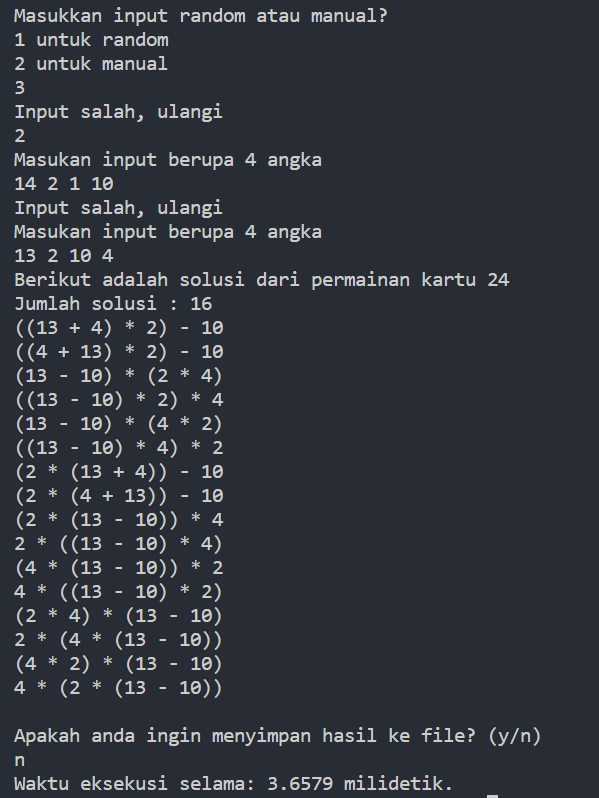 Masukkan input random atau manual?
1 untuk random
2 untuk manual
3
Input salah, ulangi
2
Masukan input berupa 4 angka
14 2 1 10
Input salah, ulangi
Masukan input berupa 4 angka
13 2 10 4
Berikut adalah solusi dari permainan kartu 24
Jumlah solusi : 16
((13 + 4) * 2) - 10
((4 + 13) * 2) - 10
(13 - 10) * (2 * 4)
((13 - 10) * 2) * 4
(13 - 10) * (4 * 2)
((13 - 10) * 4) * 2
(2 * (13 + 4)) - 10
(2 * (4 + 13)) - 10
(2 * (13 - 10)) * 4
2 * ((13 - 10) * 4)
(4 * (13 - 10)) * 2
4 * ((13 - 10) * 2)
(2 * 4) * (13 - 10)
2 * (4 * (13 - 10))
(4 * 2) * (13 - 10)
4 * (2 * (13 - 10))
Apakah anda ingin menyimpan hasil ke file? (y/n)
n
Waktu eksekusi selama: 3.6579 milidetik.